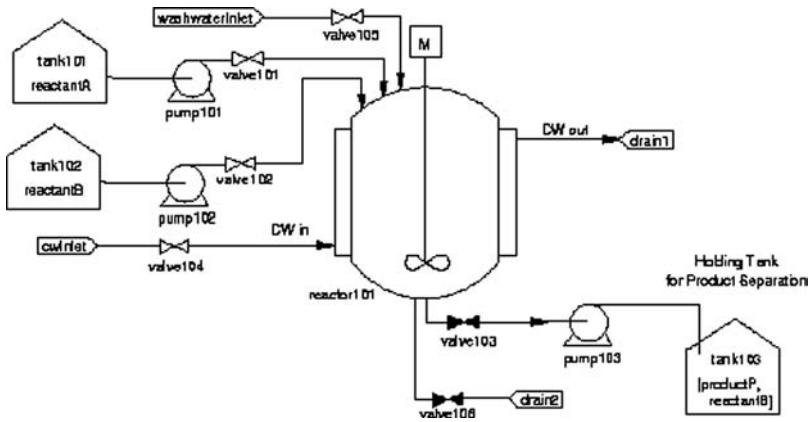 washwaterInlet
valve105
M
tank101
reactantA
valve101
pump101
CW out
drain1
tank102
reactantB
valve102
pump102
CW in
cwInlet
valve104
reactor101
Holding Tank
for Product Separation
valve103
pump103
tank103
[productP,
reactantB]
drain2
valve106